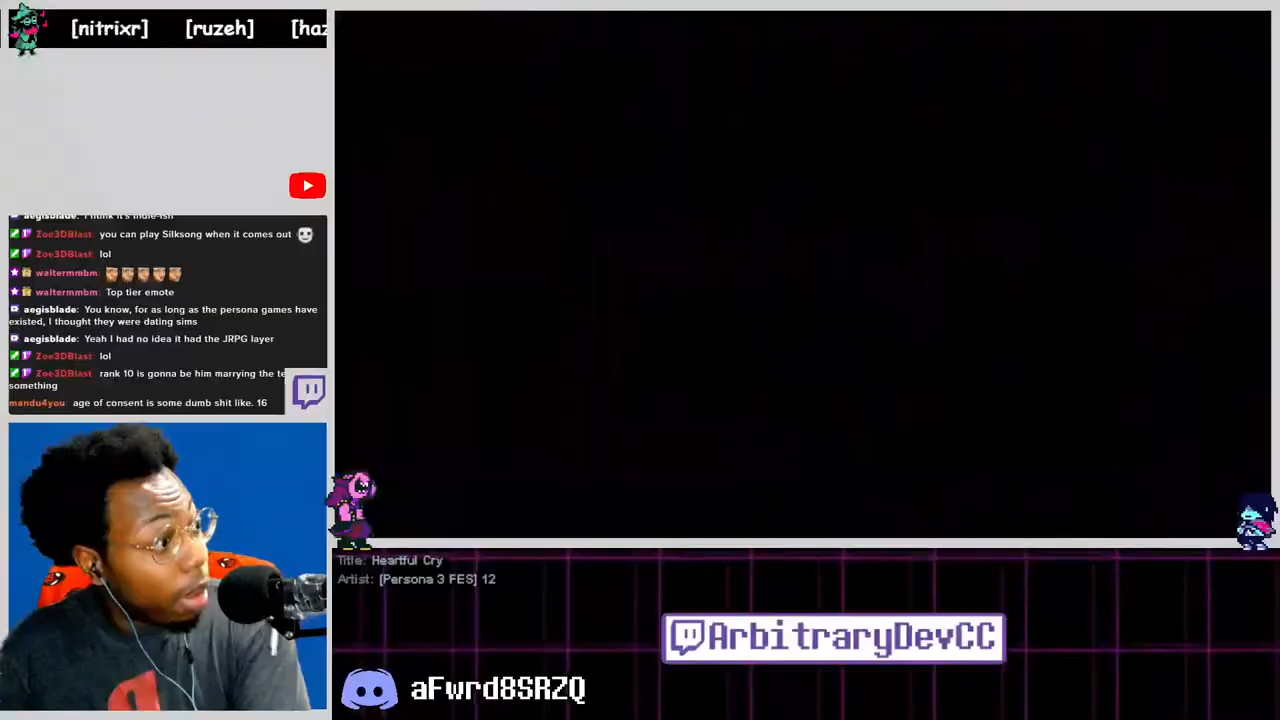 [nitrixr] [ruzeh] [haz
aegisblade: I think it's indie-ish
Zoe3DBlast: you can play Silksong when it comes out
Zoe3DBlast: lol
waltermmbm:
waltermmbm: Top tier emote
aegisblade: You know, for as long as the persona games have
existed, I thought they were dating sims
aegisblade: Yeah I had no idea it had the JRPG layer
Zoe3DBlast: lol
Zoe3DBlast: rank 10 is gonna be him marrying the te
something
mandu4you: age of consent is some dumb shit like. 16
Title: Heartful Cry
Artist: [Persona 3 FES] 12
ArbitraryDevCC
aFwrd8SRZQ